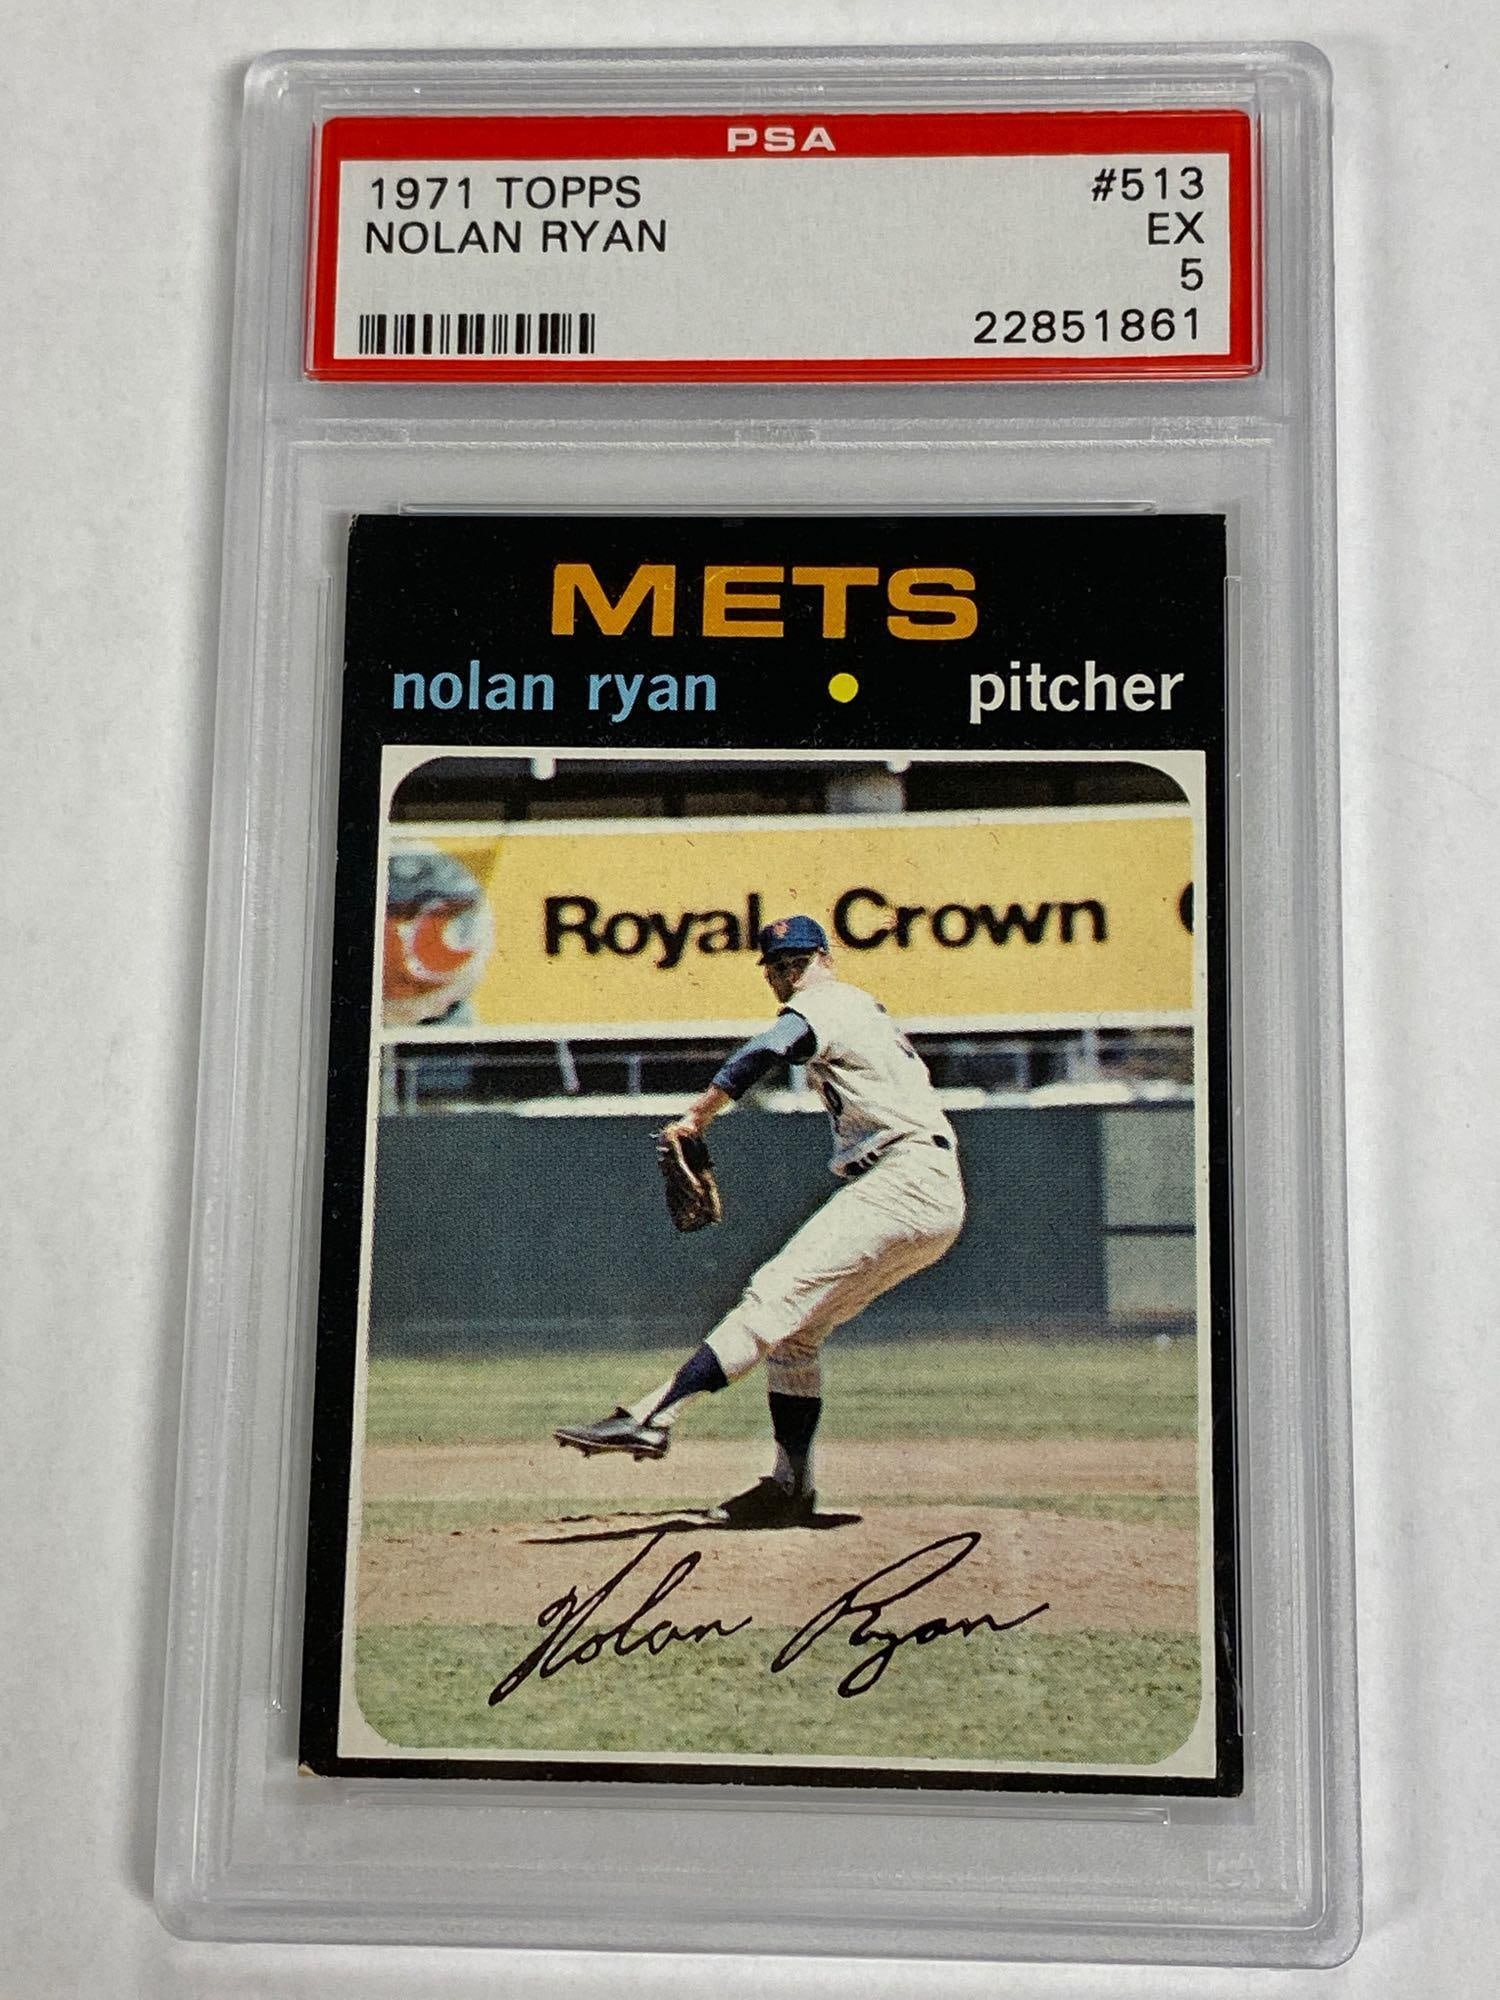 PSA
1971 TOPPS #513
NOLAN RYAN EX
5
22851861
METS
nolan ryan • pitcher
Royal Crown
Nolan Ryan